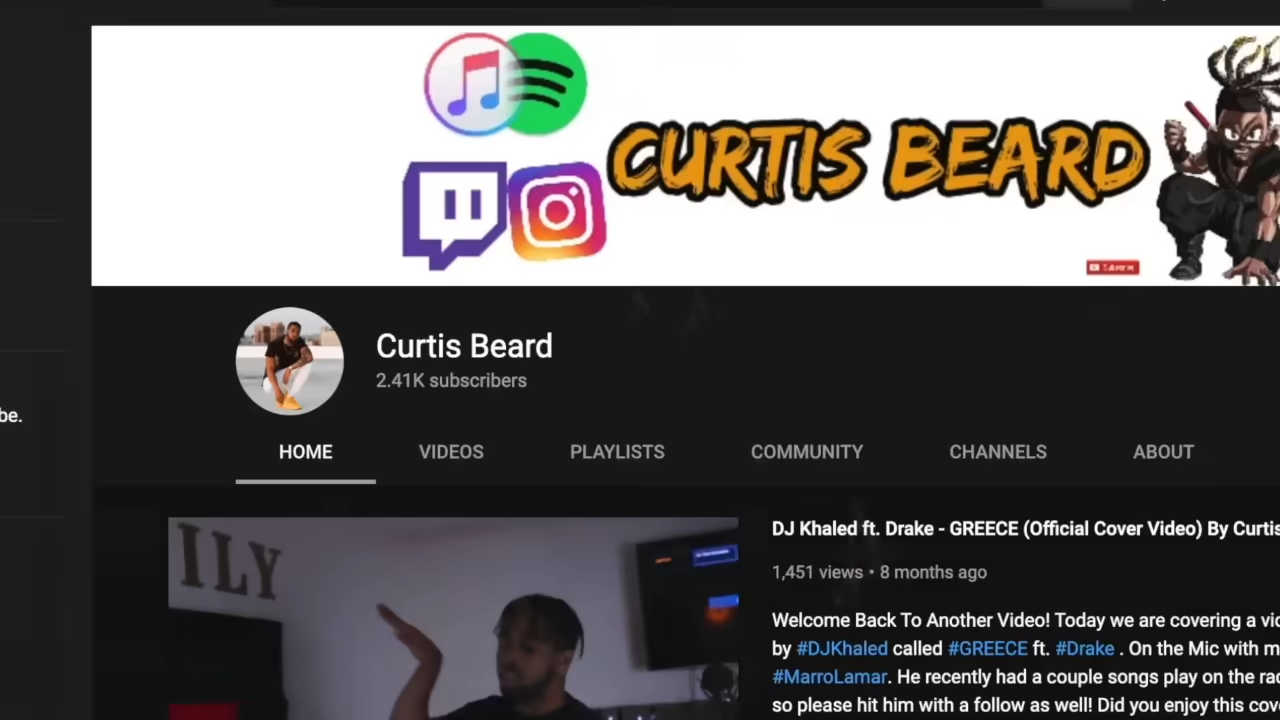 CURTIS BEARD
Curtis Beard
2.41K subscribers
be.
HOME VIDEOS PLAYLISTS COMMUNITY CHANNELS ABOUT
ILY
DJ Khaled ft. Drake - GREECE (Official Cover Video) By Curtis
1,451 views • 8 months ago
Welcome Back To Another Video! Today we are covering a
by #DJKhaled called #GREECE ft. #Drake . On the Mic with
#MarroLamar. He recently had a couple songs play on the
so please hit him with a follow as well! Did you enjoy this